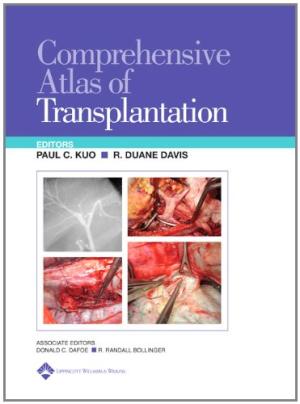 Comprehensive
Atlas of
Transplantation
EDITORS
PAUL C. KUO ■ R. DUANE DAVIS
ASSOCIATE EDITORS
DONALD C. DAFOE ■ R. RANDALL BOLLINGER
LIPPINCOTT WILLIAMS & WILKINS